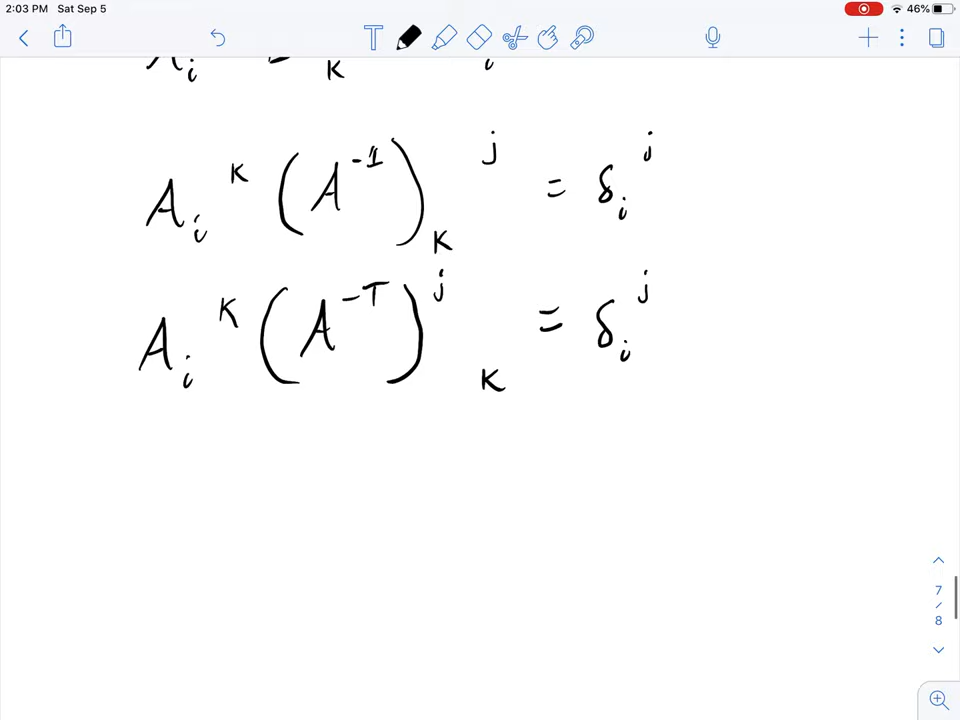 2:03 PM Sat Sep 5 46%
T
K i
A_i^K (A^{-1})_K^j = δ_i^j
A_i^K (A^{-T})^j_K = δ_i^j
7
/
8